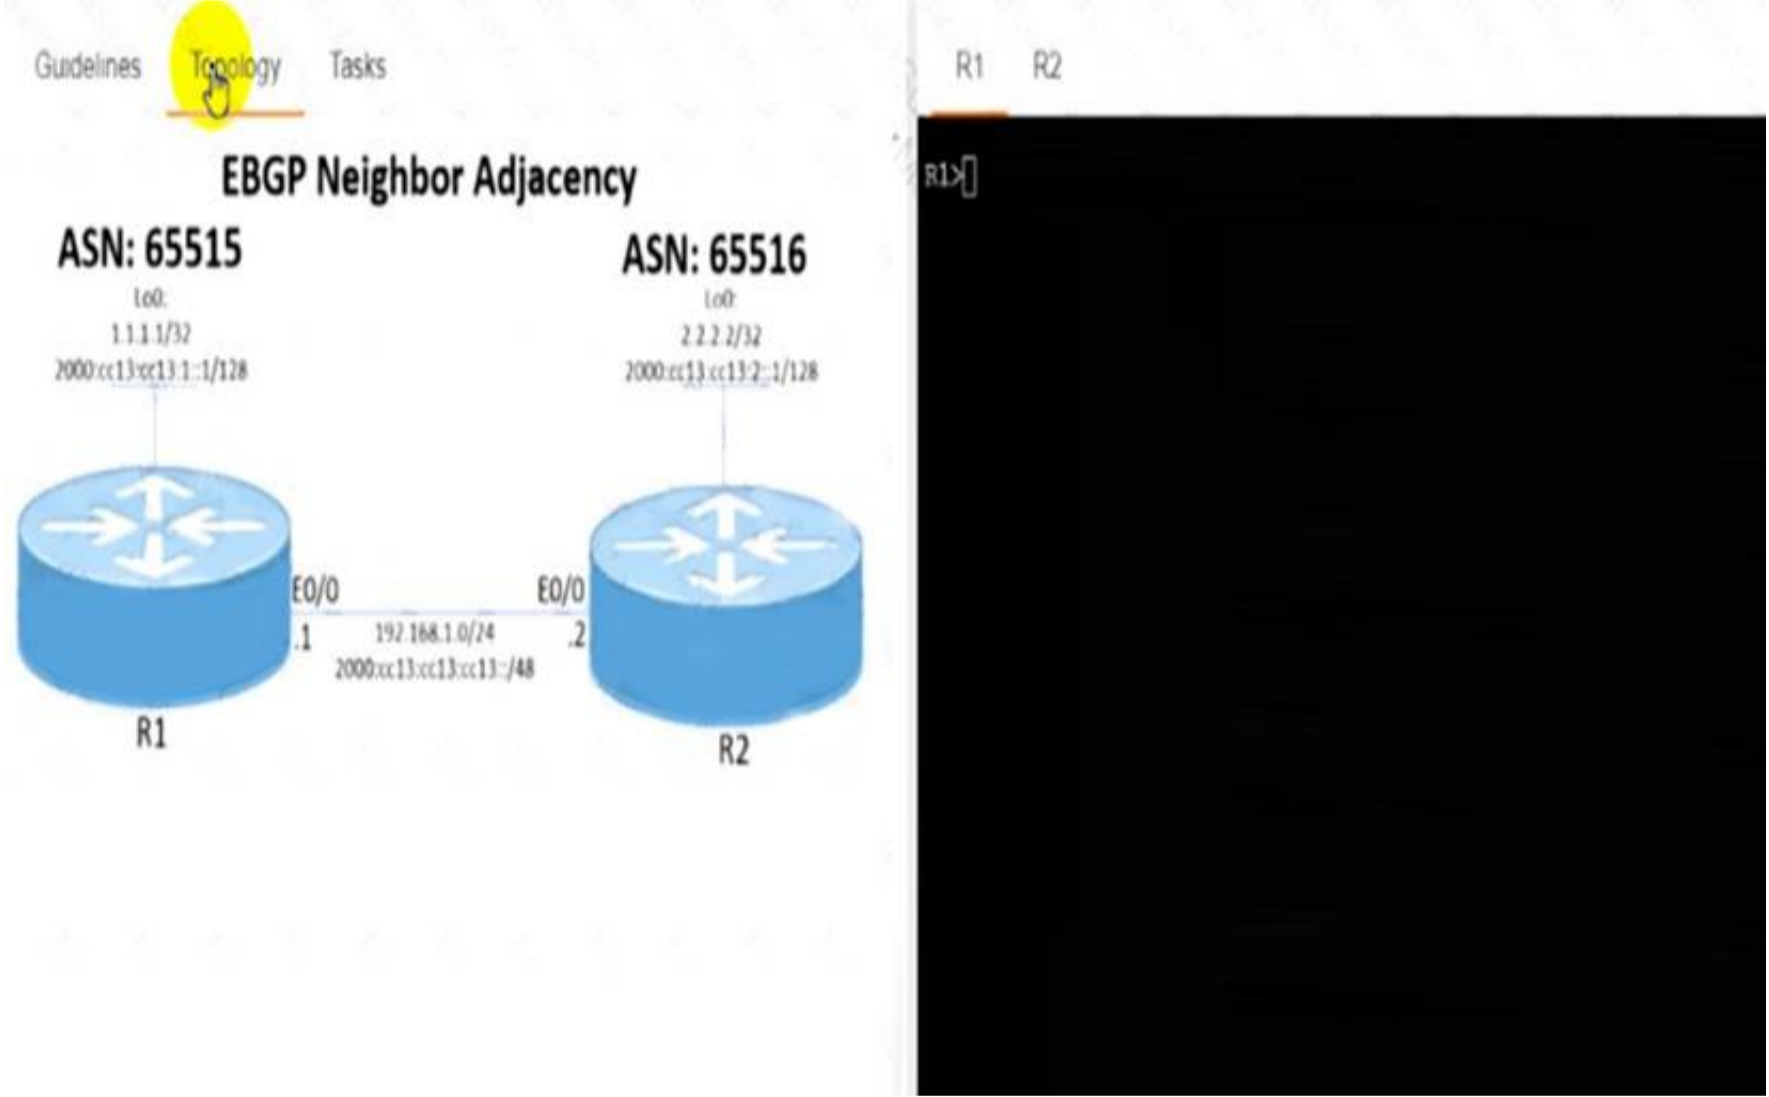 Guidelines Topology Tasks
R1 R2
EBGP Neighbor Adjacency
ASN: 65515
Lo0:
1.1.1.1/32
2000:cc13:cc13:1::1/128
ASN: 65516
Lo0:
2.2.2.2/32
2000:cc13:cc13:2::1/128
E0/0
.1
E0/0
.2
192.168.1.0/24
2000:cc13:cc13:cc13::/48
R1
R2
R1>